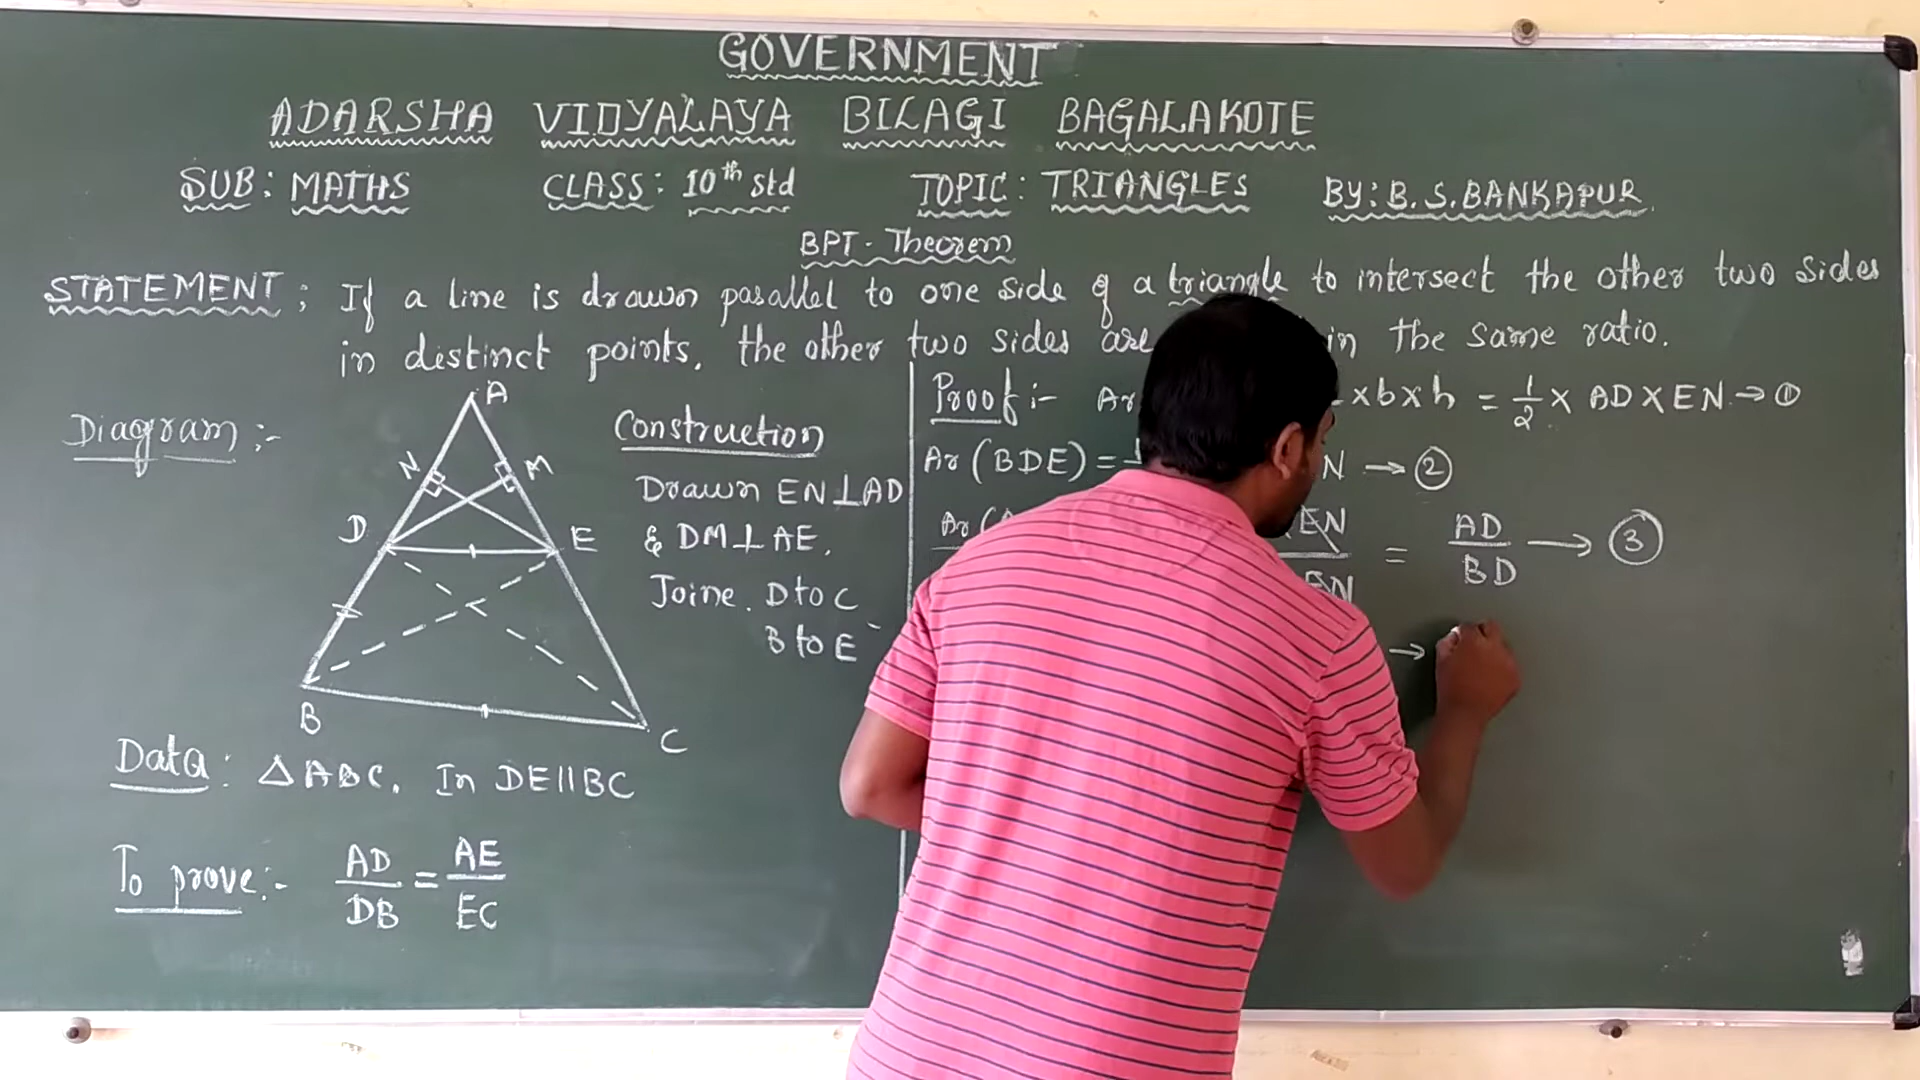 GOVERNMENT
ADARSHA VIDYALAYA BILAGI BAGALAKOTE
SUB: MATHS CLASS: 10th std TOPIC: TRIANGLES BY: B. S. BANKAPUR.
BPT - Theorem
STATEMENT: If a line is drawn parallel to one side of a triangle to intersect the other two sides
in distinct points, the other two sides are in the same ratio.
Diagram:-
A
N M
D E
B
C
Construction
Drawn EN⊥AD
& DM⊥AE.
Joine. D to C
B to E
Data: △ABC. In DE||BC
To prove:- AD/DB = AE/EC
Proof:- Ar × b × h = 1/2 × AD × EN → ①
Ar (BDE) = N → ②
Ar ( EN / EN = AD/BD → ③
→